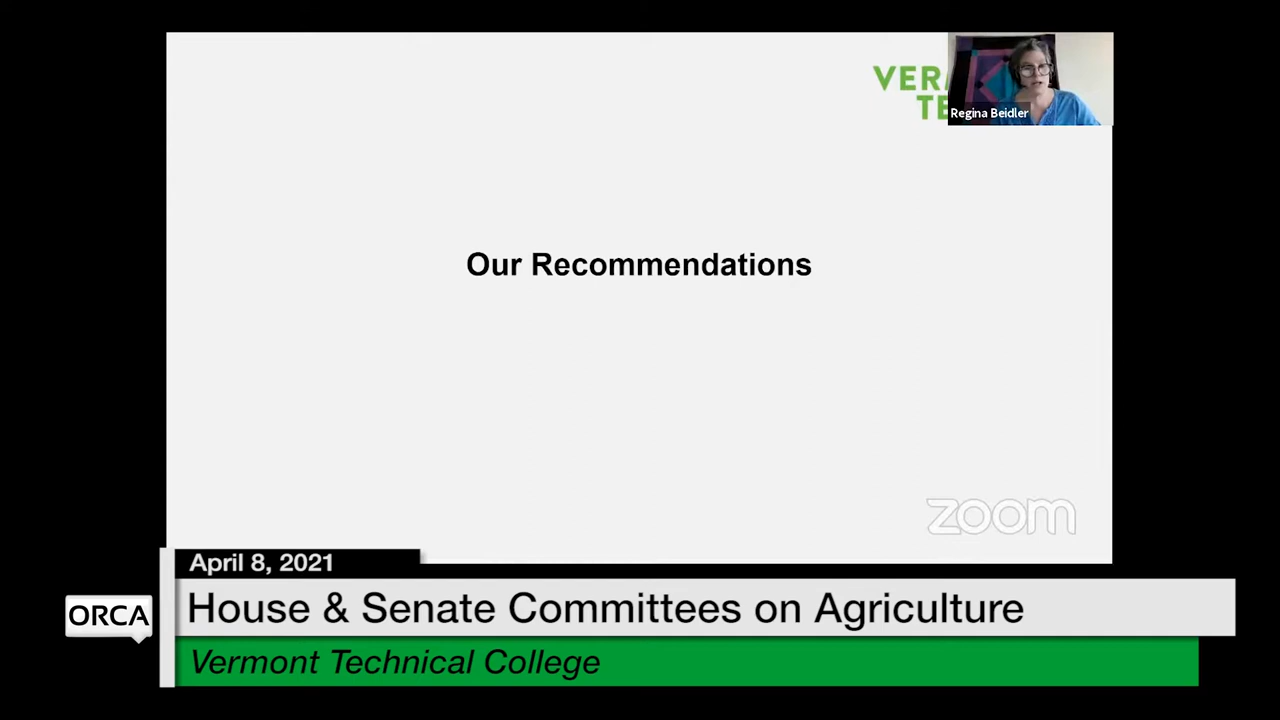 VER
TE
Regina Beidler
Our Recommendations
zoom
April 8, 2021
House & Senate Committees on Agriculture
ORCA
Vermont Technical College